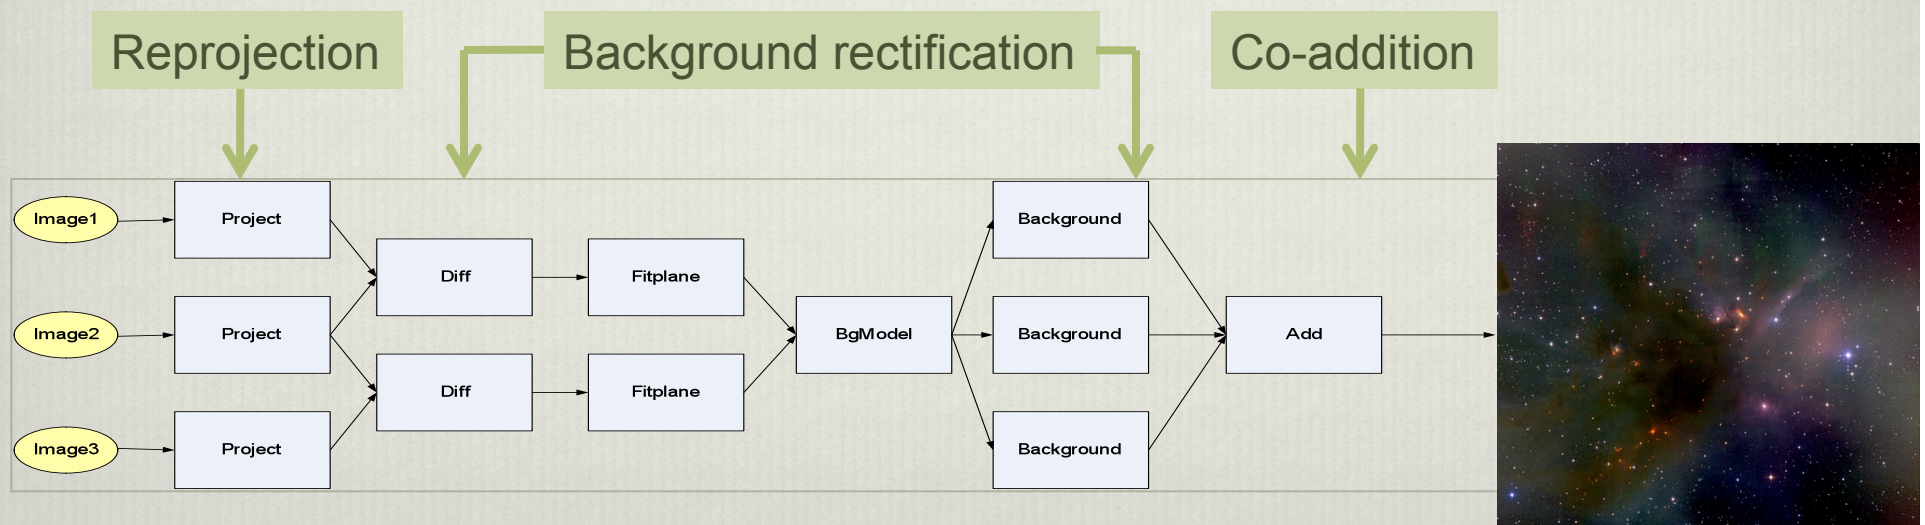 Reprojection
Background rectification
Co-addition
Image1
Project
Background
Diff
Fitplane
Image2
Project
BgModel
Background
Add
Diff
Fitplane
Image3
Project
Background